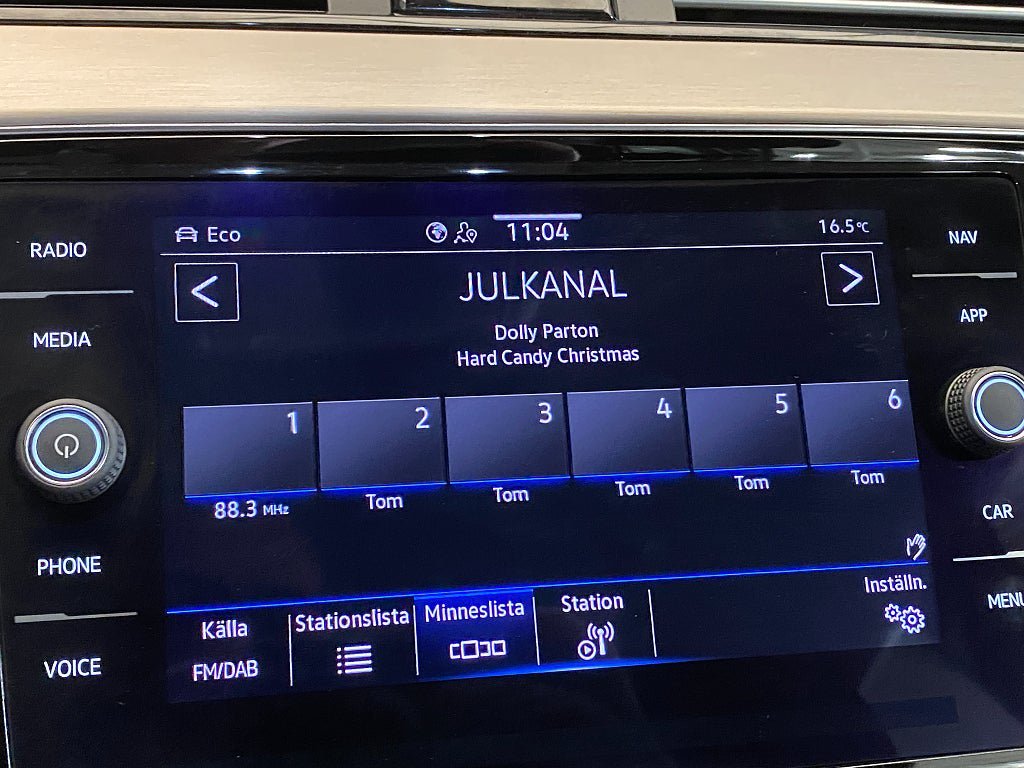 RADIO
MEDIA
PHONE
VOICE
Eco
11:04
16.5°C
<
JULKANAL
>
Dolly Parton
Hard Candy Christmas
1
2
3
4
5
6
88.3 MHz
Tom
Tom
Tom
Tom
Tom
Källa
FM/DAB
Stationslista
Minneslista
Station
Inställn.
NAV
APP
CAR
MENU